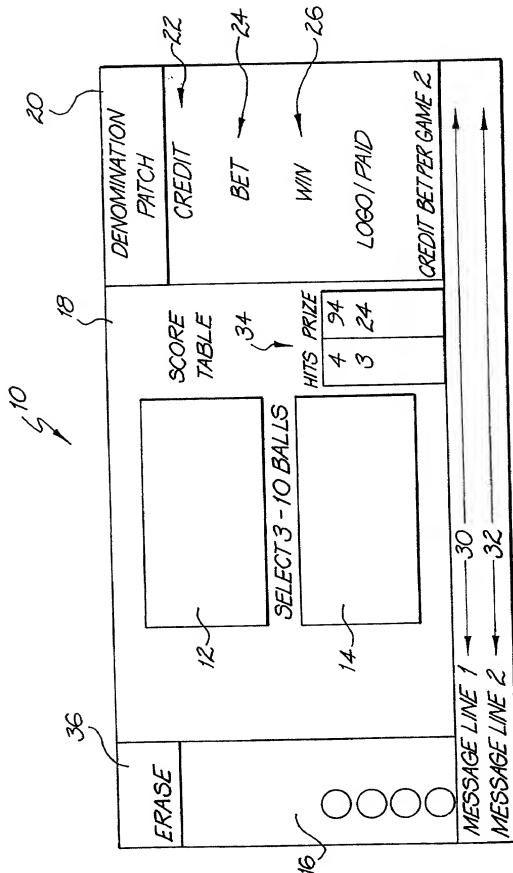 10
18
20
36
ERASE
DENOMINATION
PATCH
SCORE
TABLE
CREDIT
22
BET
24
WIN
26
12
SELECT 3 - 10 BALLS
14
34
HITS PRIZE
4 94
3 24
LOGO / PAID
16
CREDIT BET PER GAME 2
MESSAGE LINE 1 30
MESSAGE LINE 2 32